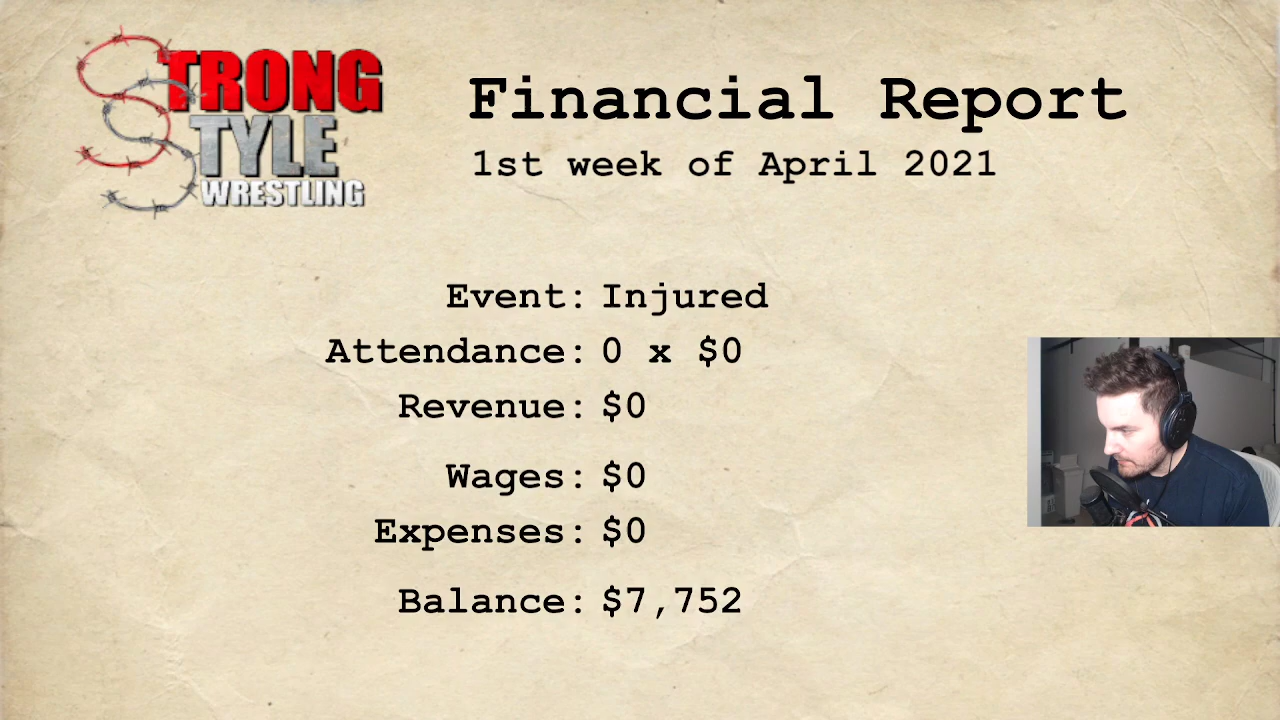 STRONG
STYLE
WRESTLING
Financial Report
1st week of April 2021
Event: Injured
Attendance: 0 x $0
Revenue: $0
Wages: $0
Expenses: $0
Balance: $7,752